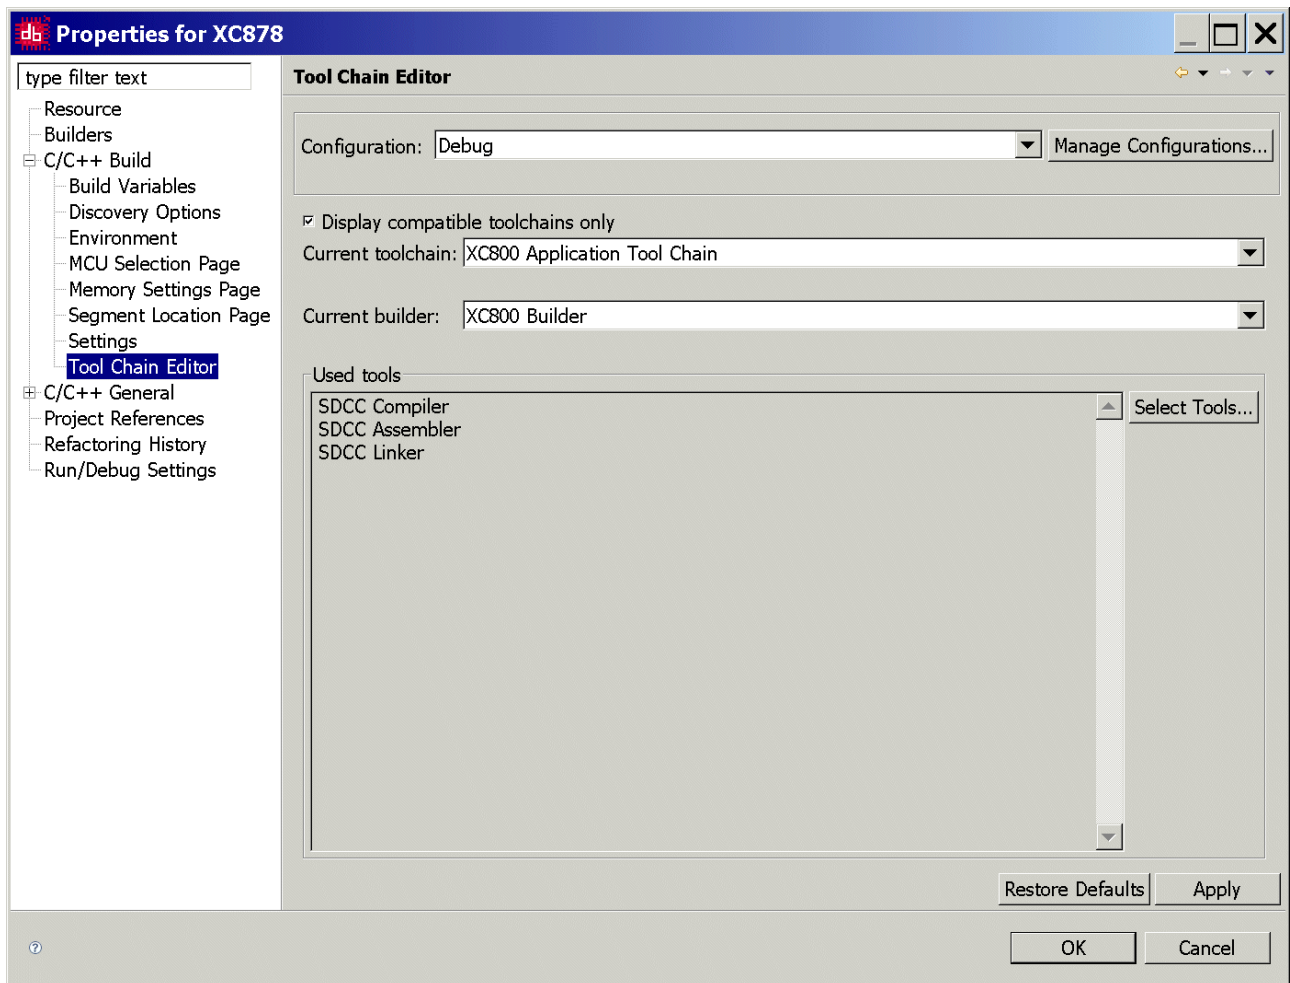 db Properties for XC878
type filter text
Resource
Builders
C/C++ Build
Build Variables
Discovery Options
Environment
MCU Selection Page
Memory Settings Page
Segment Location Page
Settings
Tool Chain Editor
C/C++ General
Project References
Refactoring History
Run/Debug Settings
Tool Chain Editor
Configuration: Debug Manage Configurations...
Display compatible toolchains only
Current toolchain: XC800 Application Tool Chain
Current builder: XC800 Builder
Used tools
SDCC Compiler
SDCC Assembler
SDCC Linker
Select Tools...
Restore Defaults Apply
? OK Cancel